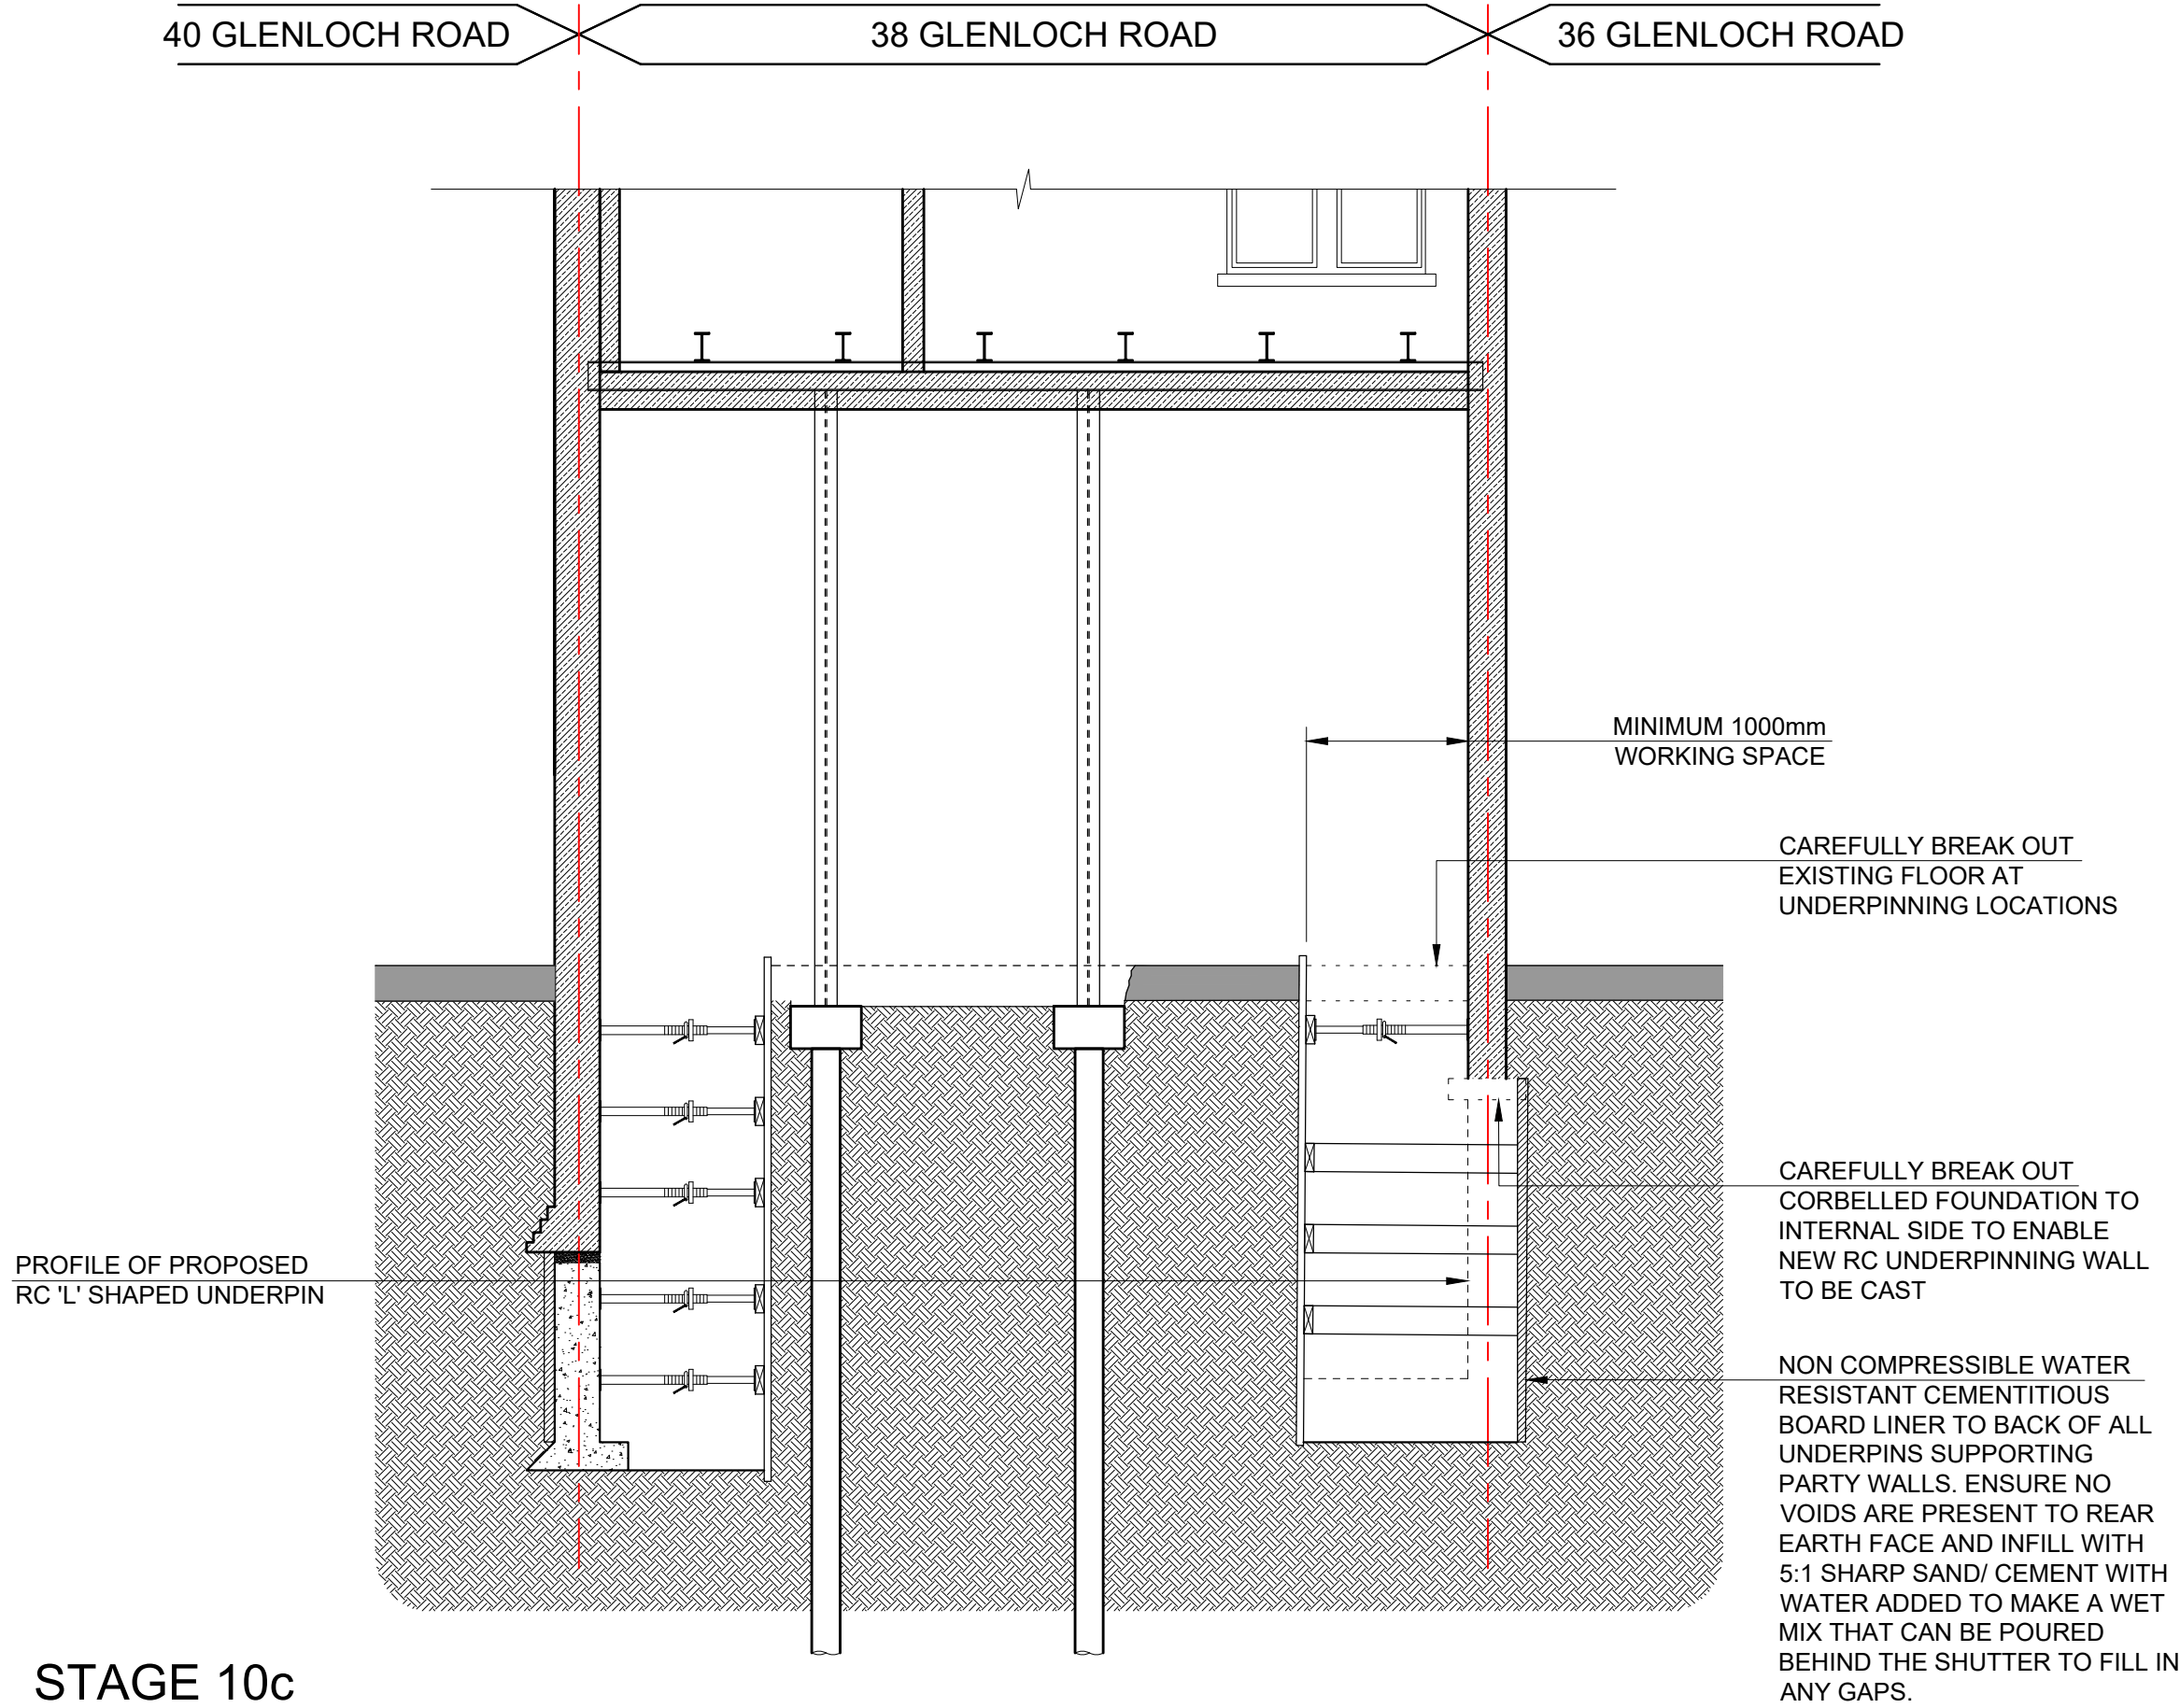 40 GLENLOCH ROAD
38 GLENLOCH ROAD
36 GLENLOCH ROAD
MINIMUM 1000mm
WORKING SPACE
CAREFULLY BREAK OUT
EXISTING FLOOR AT
UNDERPINNING LOCATIONS
CAREFULLY BREAK OUT
CORBELLED FOUNDATION TO
INTERNAL SIDE TO ENABLE
NEW RC UNDERPINNING WALL
TO BE CAST
PROFILE OF PROPOSED
RC 'L' SHAPED UNDERPIN
NON COMPRESSIBLE WATER
RESISTANT CEMENTITIOUS
BOARD LINER TO BACK OF ALL
UNDERPINS SUPPORTING
PARTY WALLS. ENSURE NO
VOIDS ARE PRESENT TO REAR
EARTH FACE AND INFILL WITH
5:1 SHARP SAND/ CEMENT WITH
WATER ADDED TO MAKE A WET
MIX THAT CAN BE POURED
BEHIND THE SHUTTER TO FILL IN
ANY GAPS.
STAGE 10c